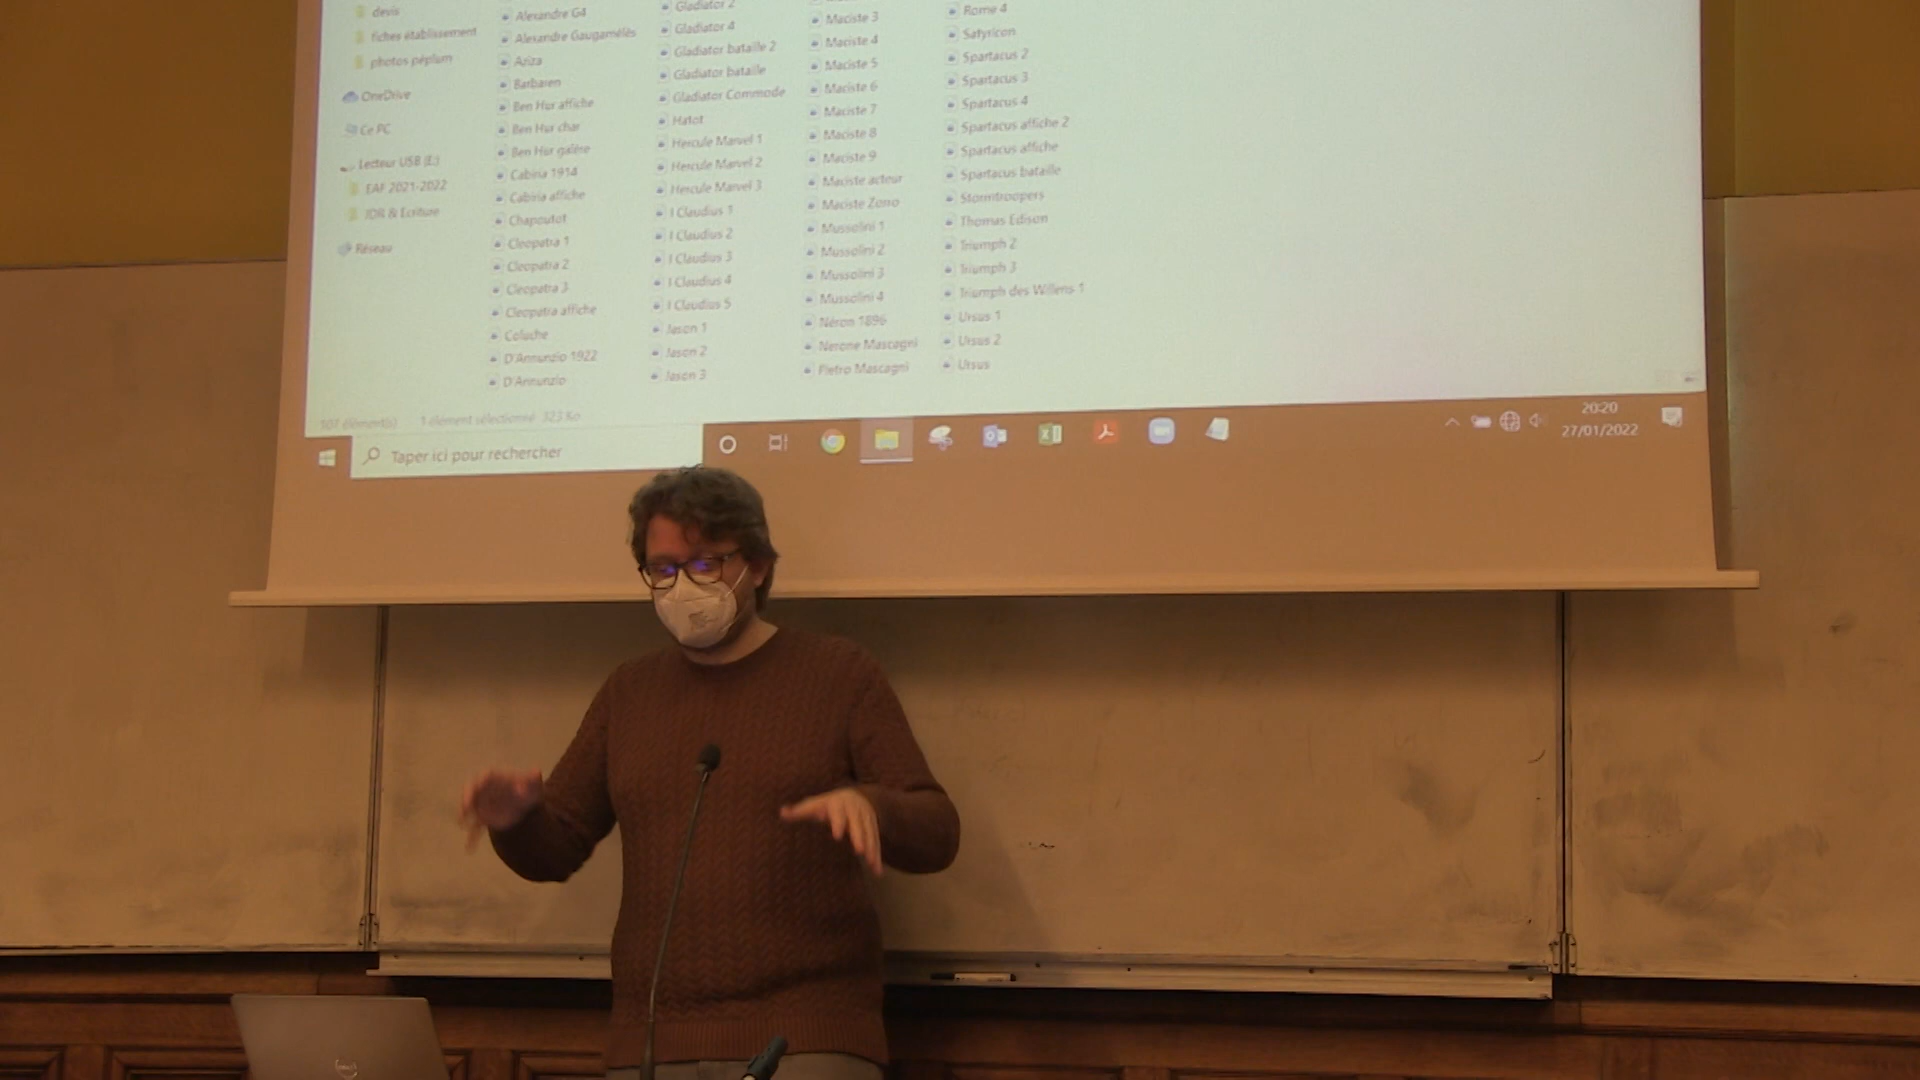 devis
fiches établissement
photos péplum
OneDrive
Ce PC
Lecteur USB (E:)
EAF 2021-2022
JDR & Ecriture
Réseau
Alexandre G4
Alexandre Gaugamélès
Aziza
Barbaren
Ben Hur affiche
Ben Hur char
Ben Hur galère
Cabiria 1914
Cabiria affiche
Chapoutot
Cleopatra 1
Cleopatra 2
Cleopatra 3
Cleopatra affiche
Coluche
D'Annunzio 1922
D'Annunzio
Gladiator 2
Gladiator 4
Gladiator bataille 2
Gladiator bataille
Gladiator Commode
Hatot
Hercule Marvel 1
Hercule Marvel 2
Hercule Marvel 3
I Claudius 1
I Claudius 2
I Claudius 3
I Claudius 4
I Claudius 5
Jason 1
Jason 2
Jason 3
Maciste 3
Maciste 4
Maciste 5
Maciste 6
Maciste 7
Maciste 8
Maciste 9
Maciste acteur
Maciste Zorro
Mussolini 1
Mussolini 2
Mussolini 3
Mussolini 4
Néron 1896
Nerone Mascagni
Pietro Mascagni
Rome 4
Satyricon
Spartacus 2
Spartacus 3
Spartacus 4
Spartacus affiche 2
Spartacus affiche
Spartacus bataille
Stormtroopers
Thomas Edison
Triumph 2
Triumph 3
Triumph des Willens 1
Ursus 1
Ursus 2
Ursus
107 élément(s) 1 élément sélectionné 323 Ko
Taper ici pour rechercher
20:20
27/01/2022
DELL